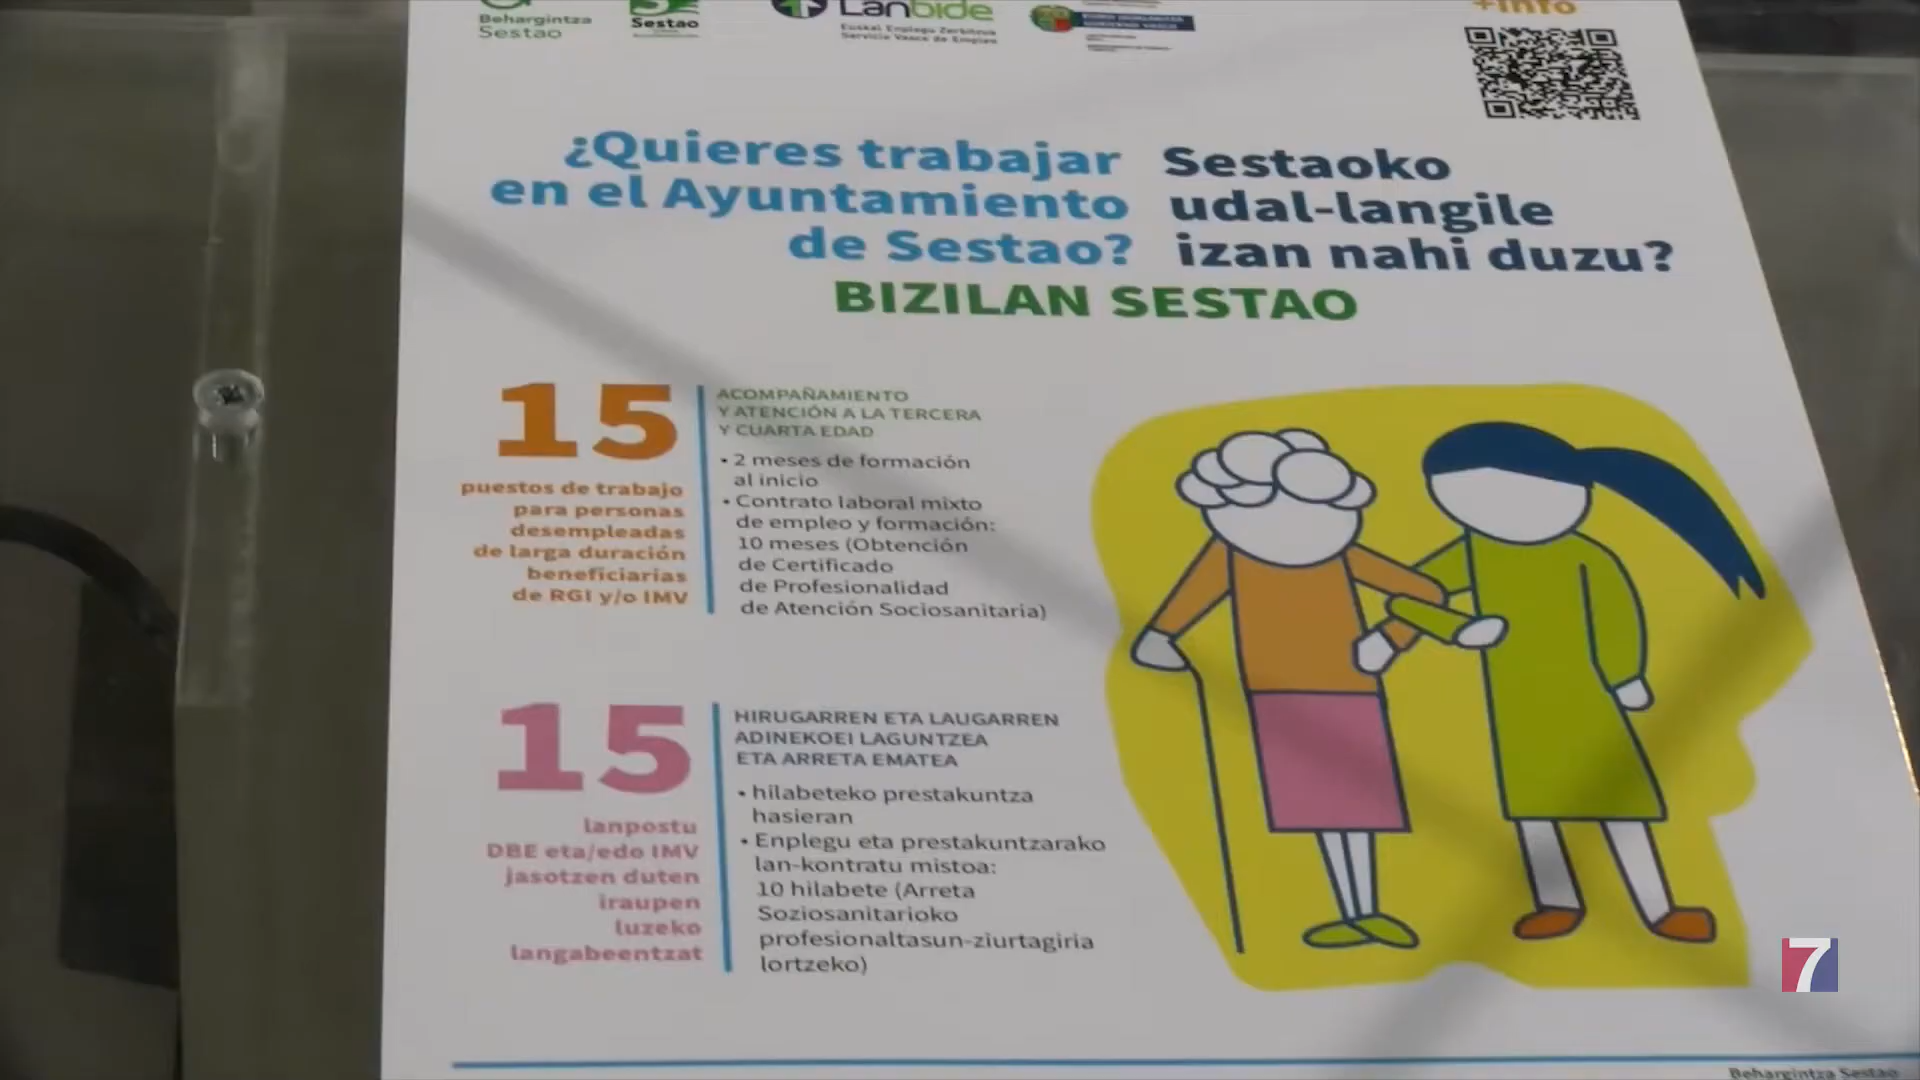 Behargintza
Sestao
Sestao
Lanbide
Euskal Enplegu Zerbitzua
Servicio Vasco de Empleo
+info
¿Quieres trabajar
en el Ayuntamiento
de Sestao?
Sestaoko
udal-langile
izan nahi duzu?
BIZILAN SESTAO
15
puestos de trabajo
para personas
desempleadas
de larga duración
beneficiarias
de RGI y/o IMV
ACOMPAÑAMIENTO
Y ATENCIÓN A LA TERCERA
Y CUARTA EDAD
• 2 meses de formación
al inicio
• Contrato laboral mixto
de empleo y formación:
10 meses (Obtención
de Certificado
de Profesionalidad
de Atención Sociosanitaria)
15
lanpostu
DBE eta/edo IMV
jasotzen duten
iraupen
luzeko
langabeentzat
HIRUGARREN ETA LAUGARREN
ADINEKOEI LAGUNTZEA
ETA ARRETA EMATEA
• hilabeteko prestakuntza
hasieran
• Enplegu eta prestakuntzarako
lan-kontratu mistoa:
10 hilabete (Arreta
Soziosanitarioko
profesionaltasun-ziurtagiria
lortzeko)
7
Behargintza Sestao